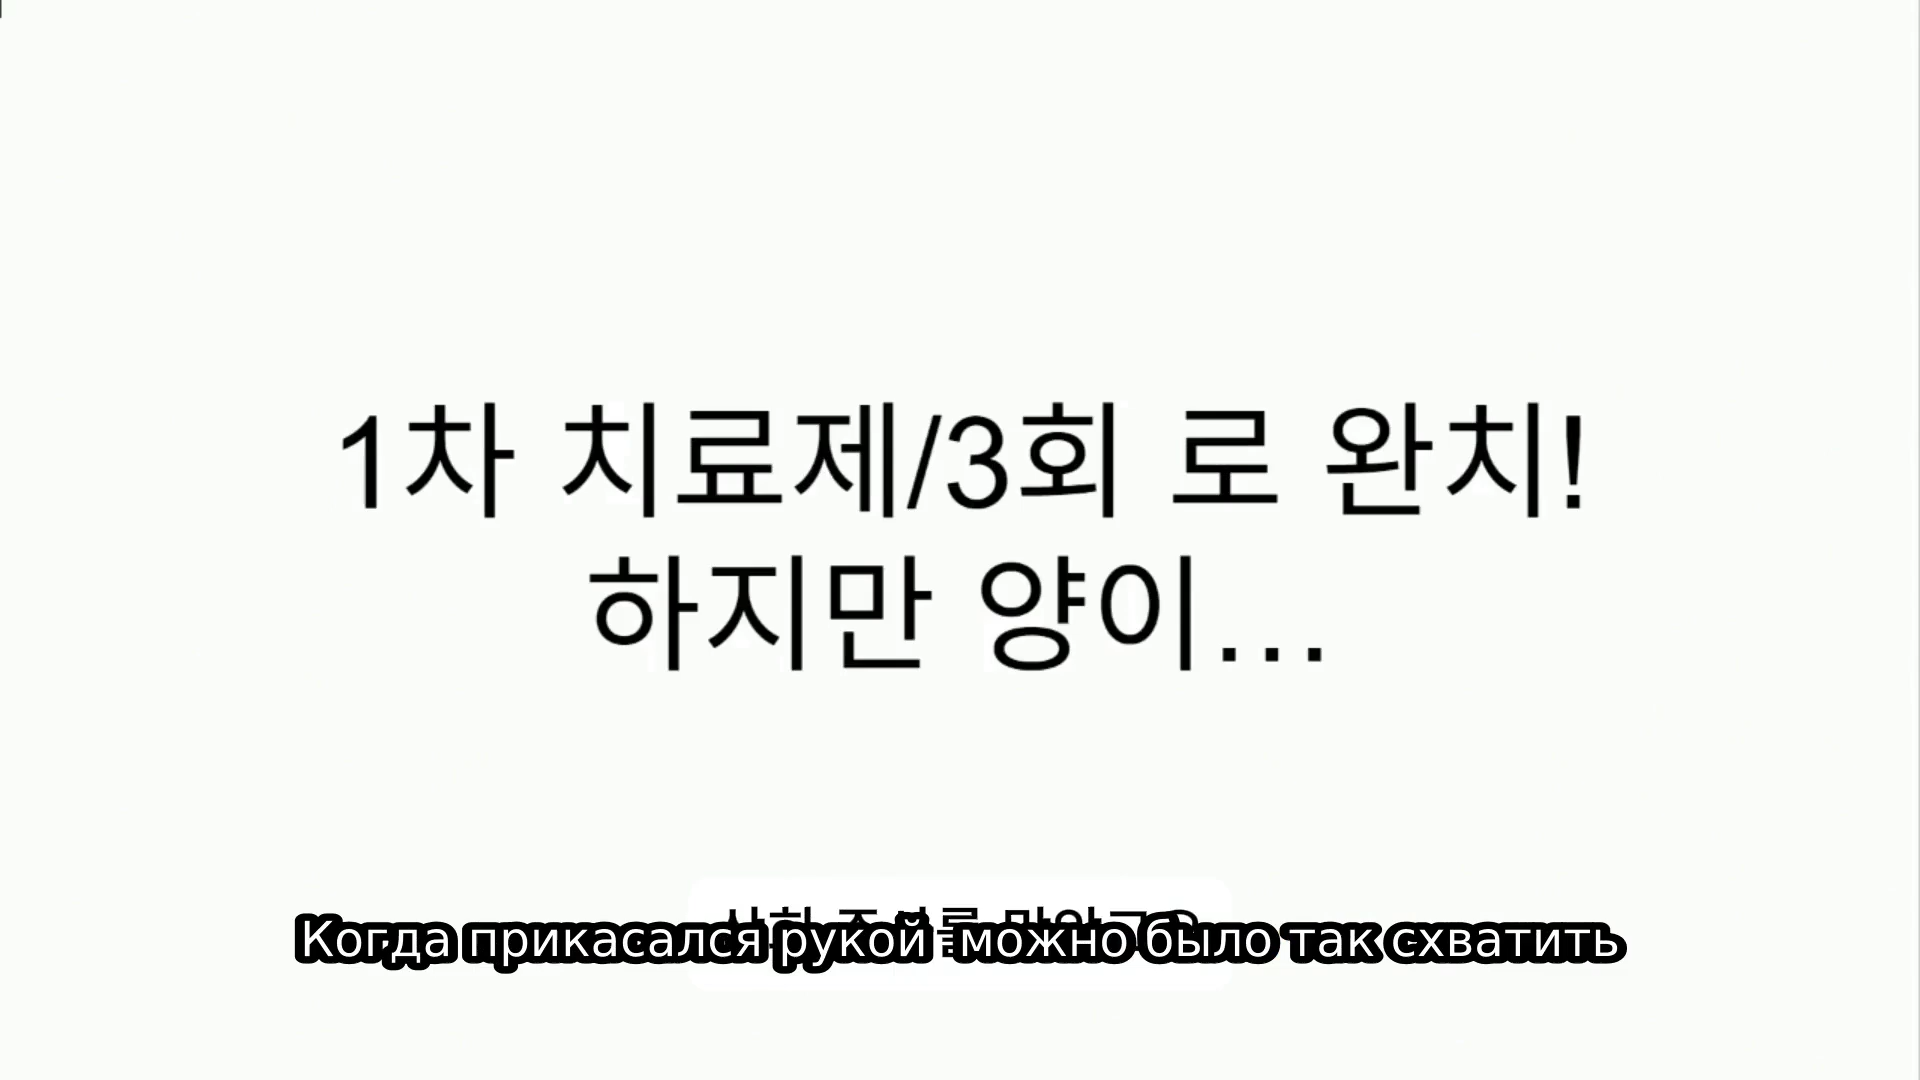 1차 치료제/3회 로 완치!
하지만 양이...
Когда прикасался рукой можно было так схватить